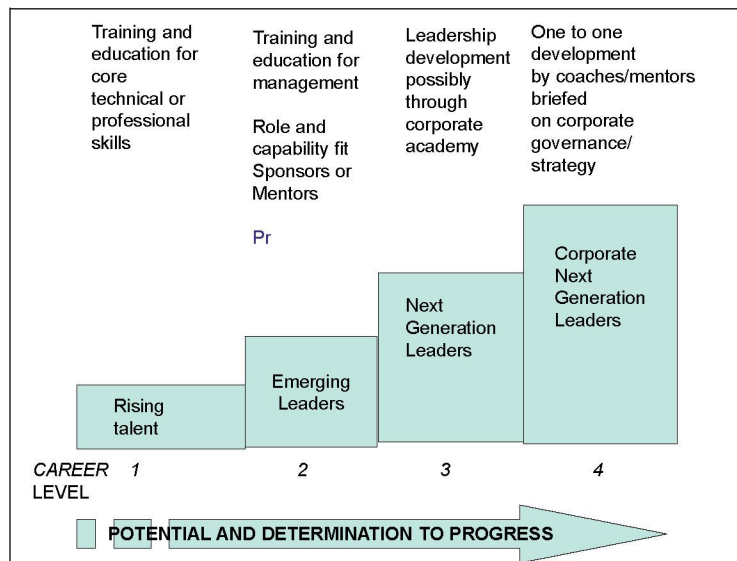 Training and
education for
core
technical or
professional
skills
Training and
education for
management
Role and
capability fit
Sponsors or
Mentors
Pr
Leadership
development
possibly
through
corporate
academy
One to one
development
by coaches/mentors
briefed
on corporate
governance/
strategy
Rising
talent
Emerging
Leaders
Next
Generation
Leaders
Corporate
Next
Generation
Leaders
CAREER 1 2 3 4
LEVEL
POTENTIAL AND DETERMINATION TO PROGRESS